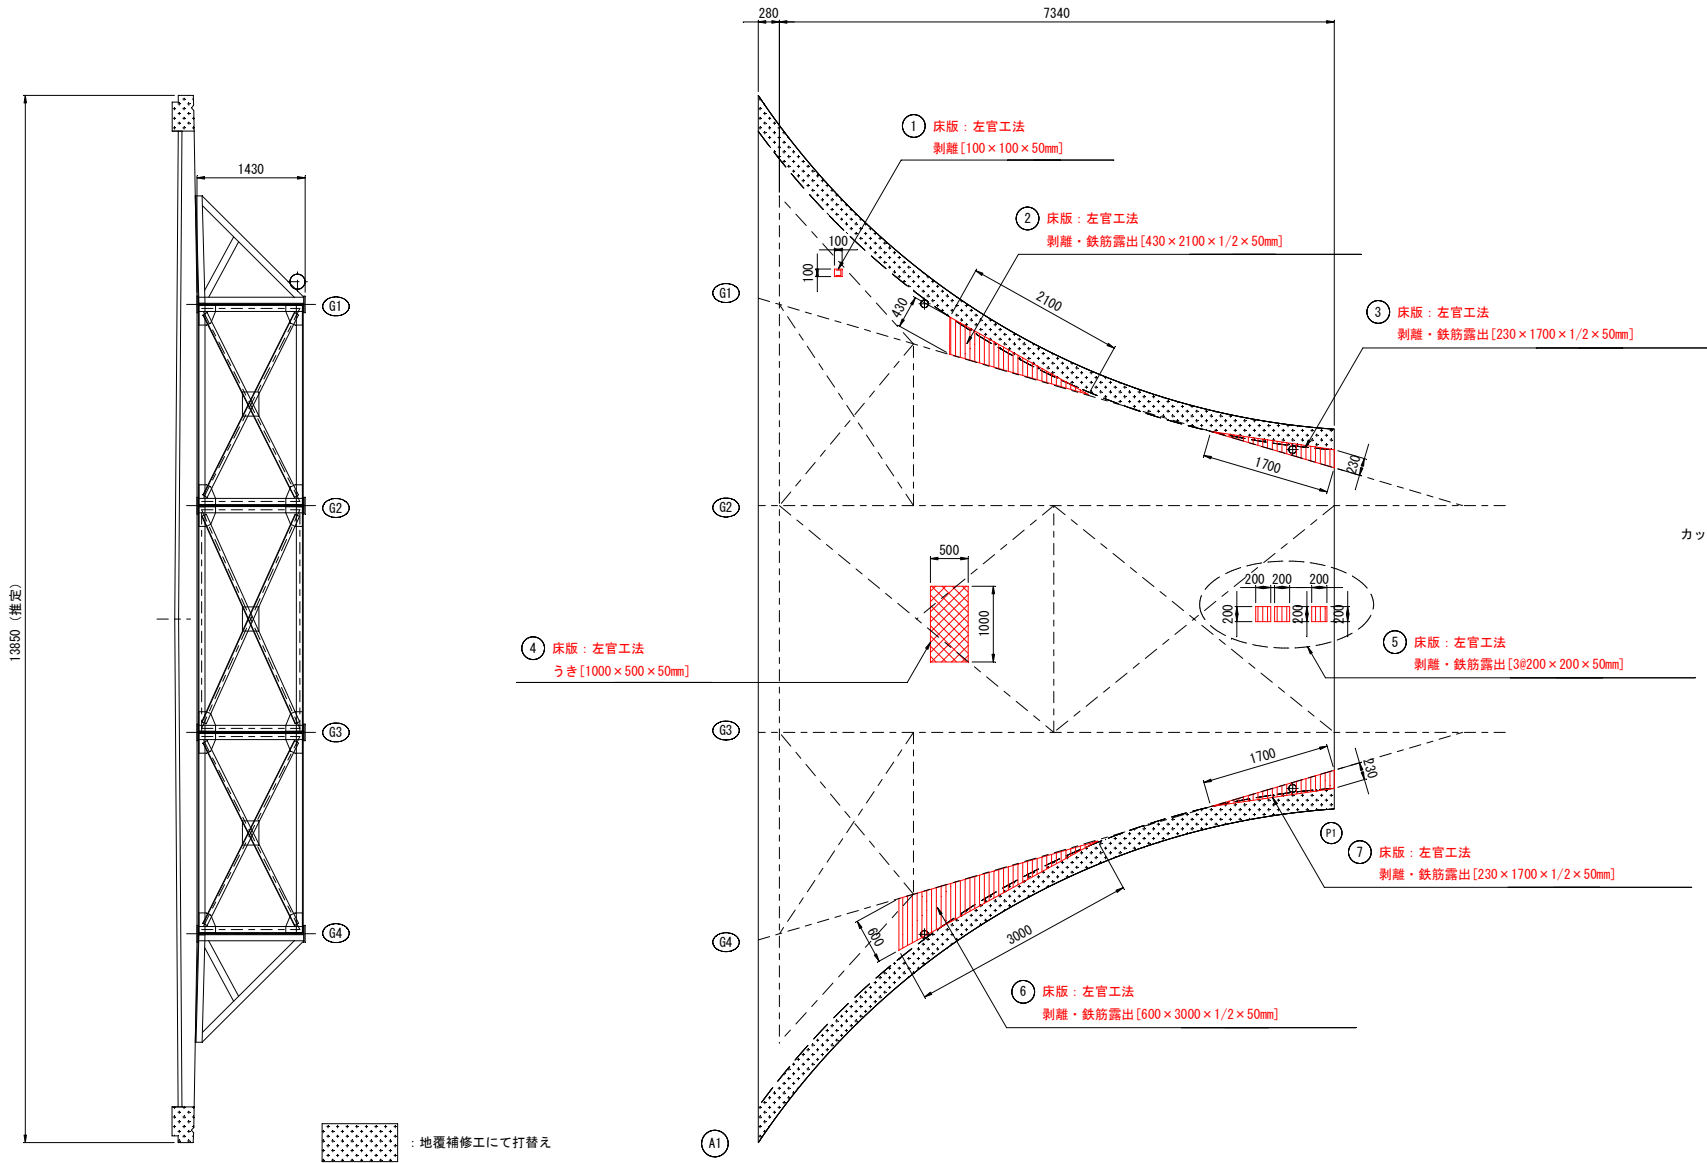 280
7340
1430
13850 (推定)
G1
G2
G3
G4
① 床版：左官工法
剥離[100×100×50mm]
100
100
② 床版：左官工法
剥離・鉄筋露出[430×2100×1/2×50mm]
430
2100
③ 床版：左官工法
剥離・鉄筋露出[230×1700×1/2×50mm]
1700
230
G1
G2
カッ
500
1000
200
200
200
200
200
200
④ 床版：左官工法
うき[1000×500×50mm]
⑤ 床版：左官工法
剥離・鉄筋露出[3@200×200×50mm]
G3
1700
230
P1
⑦ 床版：左官工法
剥離・鉄筋露出[230×1700×1/2×50mm]
G4
600
3000
⑥ 床版：左官工法
剥離・鉄筋露出[600×3000×1/2×50mm]
：地覆補修工にて打替え
A1